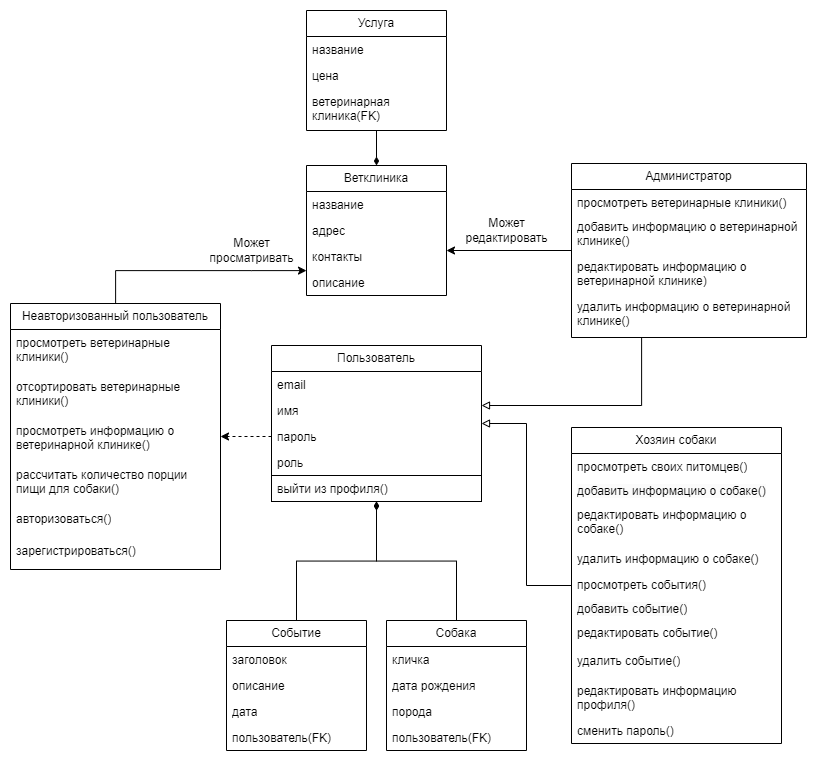 Услуга
название
цена
ветеринарная
клиника(FK)
Ветклиника
название
адрес
контакты
описание
Администратор
просмотреть ветеринарные клиники()
добавить информацию о ветеринарной
клинике()
редактировать информацию о
ветеринарной клинике)
удалить информацию о ветеринарной
клинике()
Может
редактировать
Может
просматривать
Неавторизованный пользователь
просмотреть ветеринарные
клиники()
отсортировать ветеринарные
клиники()
просмотреть информацию о
ветеринарной клинике()
рассчитать количество порции
пищи для собаки()
авторизоваться()
зарегистрироваться()
Пользователь
email
имя
пароль
роль
выйти из профиля()
Хозяин собаки
просмотреть своих питомцев()
добавить информацию о собаке()
редактировать информацию о
собаке()
удалить информацию о собаке()
просмотреть события()
добавить событие()
редактировать событие()
удалить событие()
редактировать информацию
профиля()
сменить пароль()
Событие
заголовок
описание
дата
пользователь(FK)
Собака
кличка
дата рождения
порода
пользователь(FK)